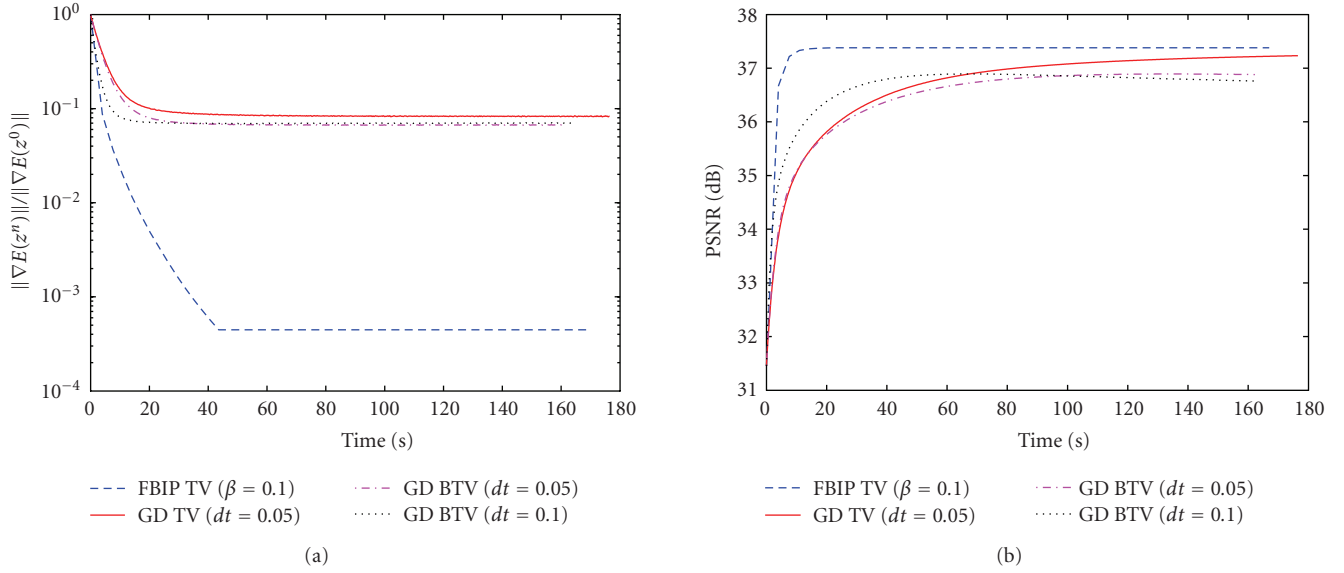 10^0
10^{-1}
10^{-2}
10^{-3}
10^{-4}
‖∇E(z^n)‖/‖∇E(z^0)‖
0 20 40 60 80 100 120 140 160 180
Time (s)
FBIP TV (β = 0.1)
GD TV (dt = 0.05)
GD BTV (dt = 0.05)
GD BTV (dt = 0.1)
(a)
38
37
36
35
34
33
32
31
PSNR (dB)
0 20 40 60 80 100 120 140 160 180
Time (s)
FBIP TV (β = 0.1)
GD TV (dt = 0.05)
GD BTV (dt = 0.05)
GD BTV (dt = 0.1)
(b)